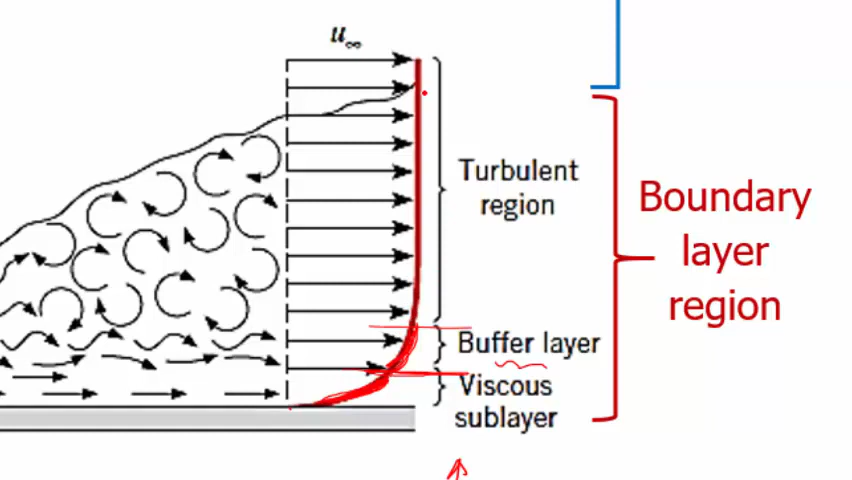 u∞
Turbulent
region
Boundary
layer
region
Buffer layer
Viscous
sublayer